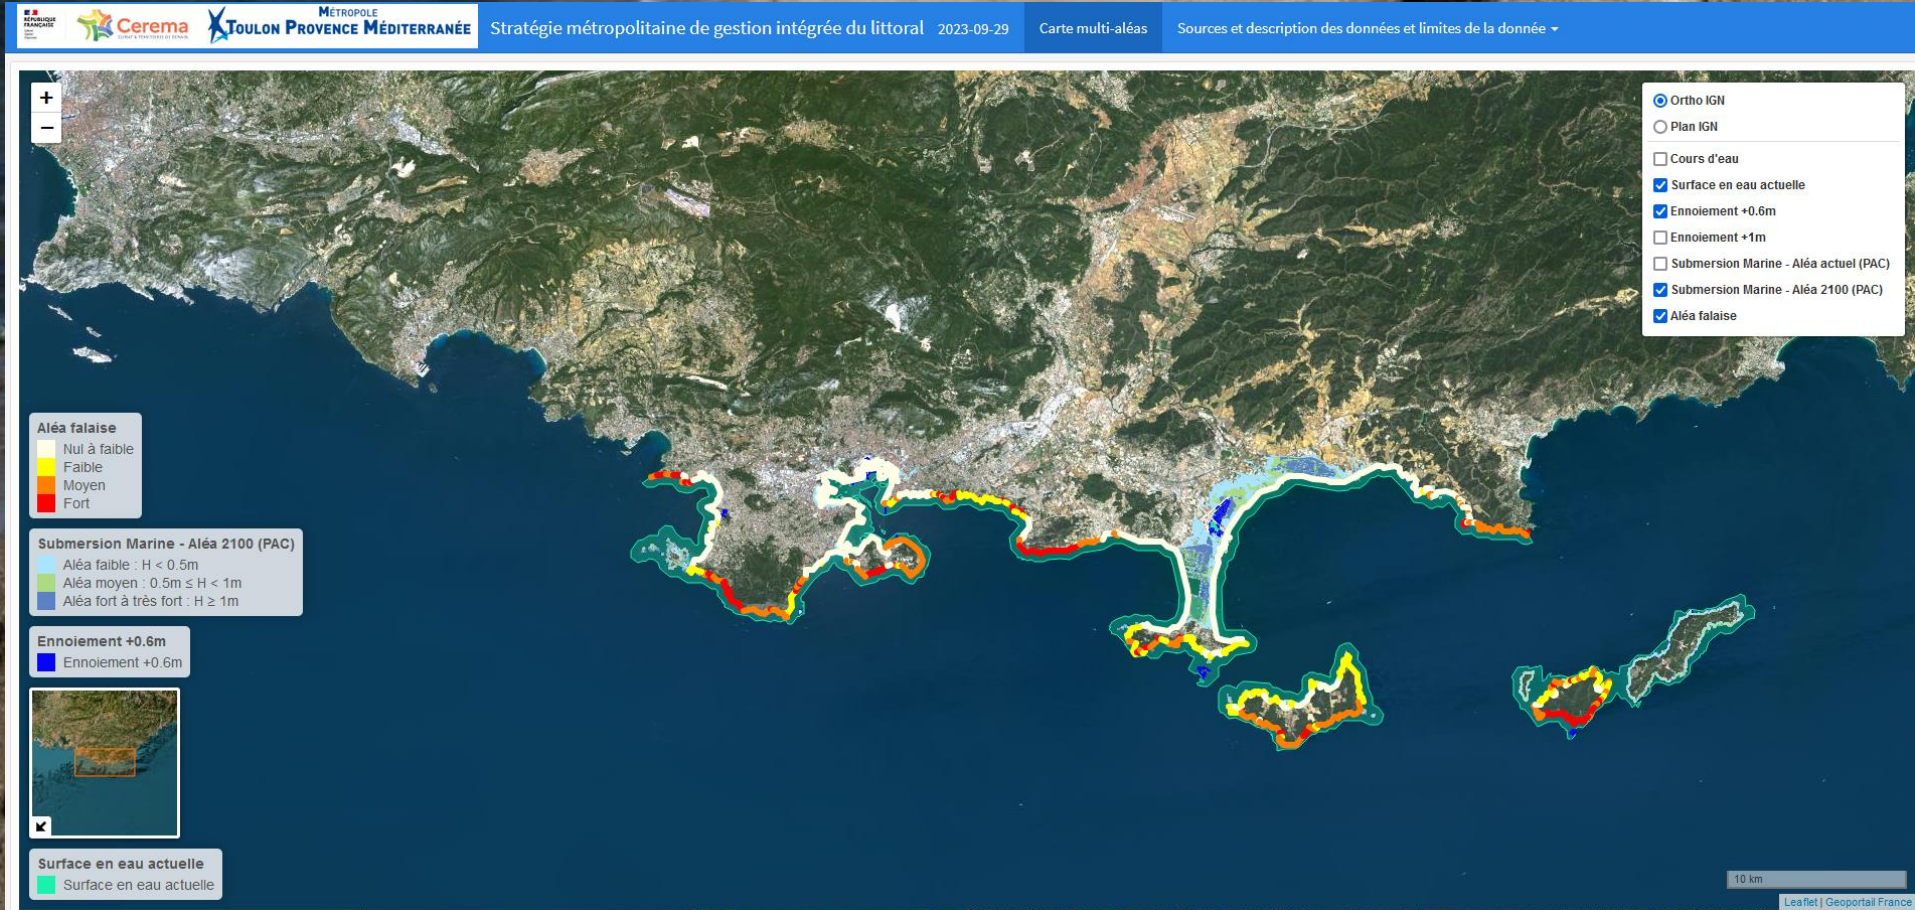 RÉPUBLIQUE
FRANÇAISE
Cerema
CLIMAT & TERRITOIRES DE DEMAIN
MÉTROPOLE
TOULON PROVENCE MÉDITERRANÉE
Stratégie métropolitaine de gestion intégrée du littoral 2023-09-29
Carte multi-aléas
Sources et description des données et limites de la donnée
+
−
Ortho IGN
Plan IGN
Cours d'eau
Surface en eau actuelle
Ennoiement +0.6m
Ennoiement +1m
Submersion Marine - Aléa actuel (PAC)
Submersion Marine - Aléa 2100 (PAC)
Aléa falaise
Aléa falaise
Nul à faible
Faible
Moyen
Fort
Submersion Marine - Aléa 2100 (PAC)
Aléa faible : H < 0.5m
Aléa moyen : 0.5m ≤ H < 1m
Aléa fort à très fort : H ≥ 1m
Ennoiement +0.6m
Ennoiement +0.6m
Surface en eau actuelle
Surface en eau actuelle
10 km
Leaflet | Geoportail France